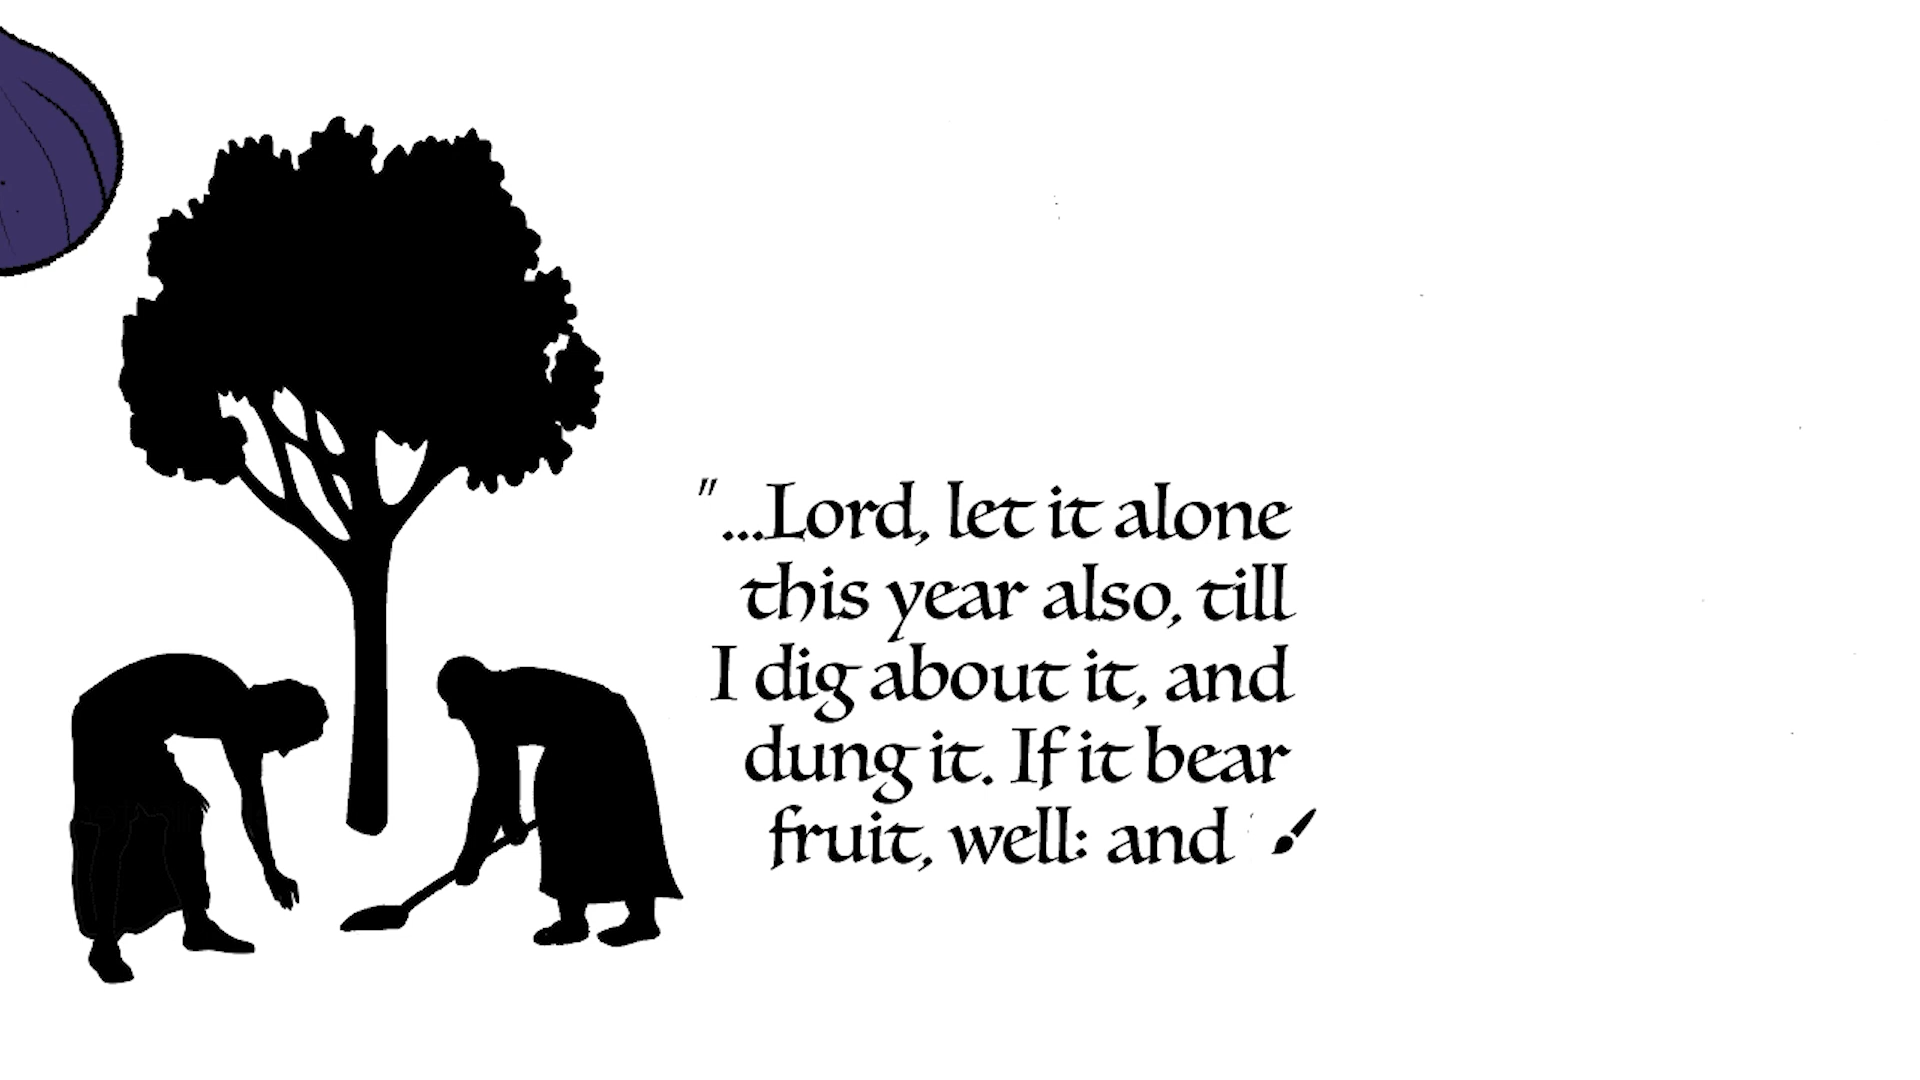 "...Lord, let it alone
this year also, till
I dig about it, and
dung it. If it bear
fruit, well: and